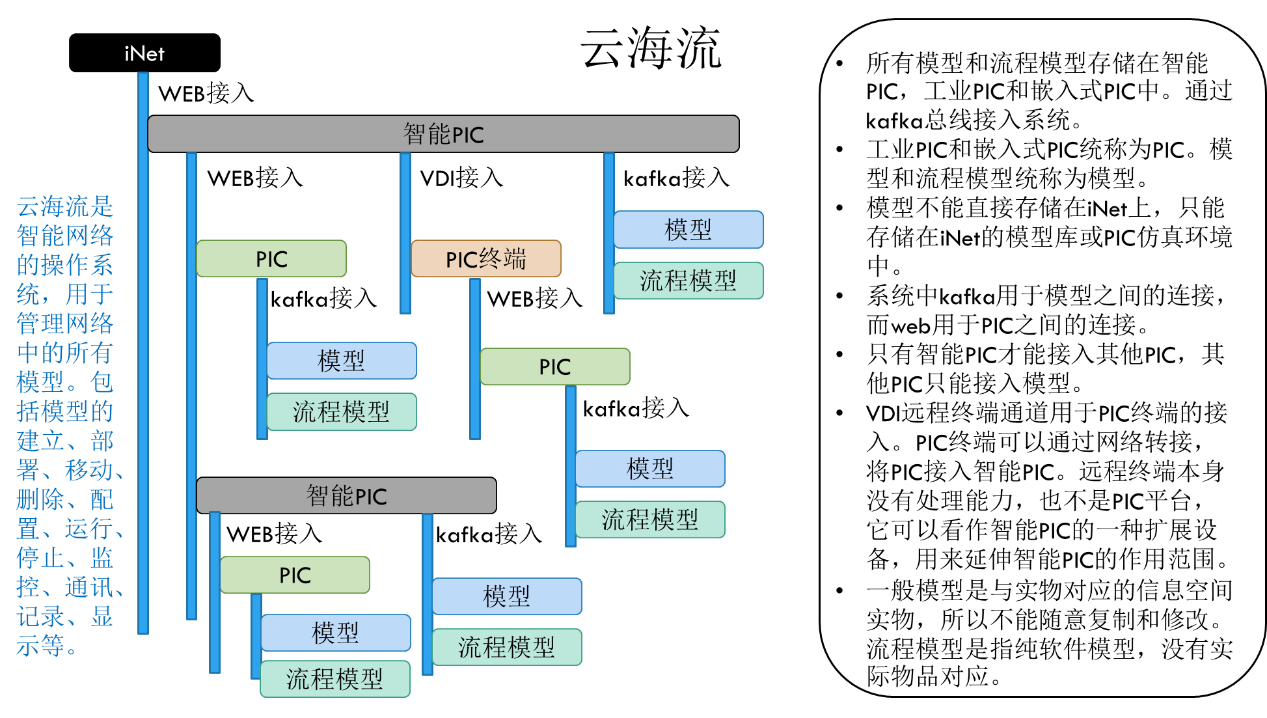 云海流
iNet
WEB接入
智能PIC
WEB接入
VDI接入
kafka接入
模型
流程模型
PIC
PIC终端
kafka接入
WEB接入
模型
流程模型
PIC
kafka接入
模型
流程模型
智能PIC
WEB接入
kafka接入
PIC
模型
流程模型
模型
流程模型
云海流是
智能网络
的操作系
统，用于
管理网络
中的所有
模型。包
括模型的
建立、部
署、移动、
删除、配
置、运行、
停止、监
控、通讯、
记录、显
示等。
• 所有模型和流程模型存储在智能
PIC，工业PIC和嵌入式PIC中。通过
kafka总线接入系统。
• 工业PIC和嵌入式PIC统称为PIC。模
型和流程模型统称为模型。
• 模型不能直接存储在iNet上，只能
存储在iNet的模型库或PIC仿真环境
中。
• 系统中kafka用于模型之间的连接，
而web用于PIC之间的连接。
• 只有智能PIC才能接入其他PIC，其
他PIC只能接入模型。
• VDI远程终端通道用于PIC终端的接
入。PIC终端可以通过网络转接，
将PIC接入智能PIC。远程终端本身
没有处理能力，也不是PIC平台，
它可以看作智能PIC的一种扩展设
备，用来延伸智能PIC的作用范围。
• 一般模型是与实物对应的信息空间
实物，所以不能随意复制和修改。
流程模型是指纯软件模型，没有实
际物品对应。